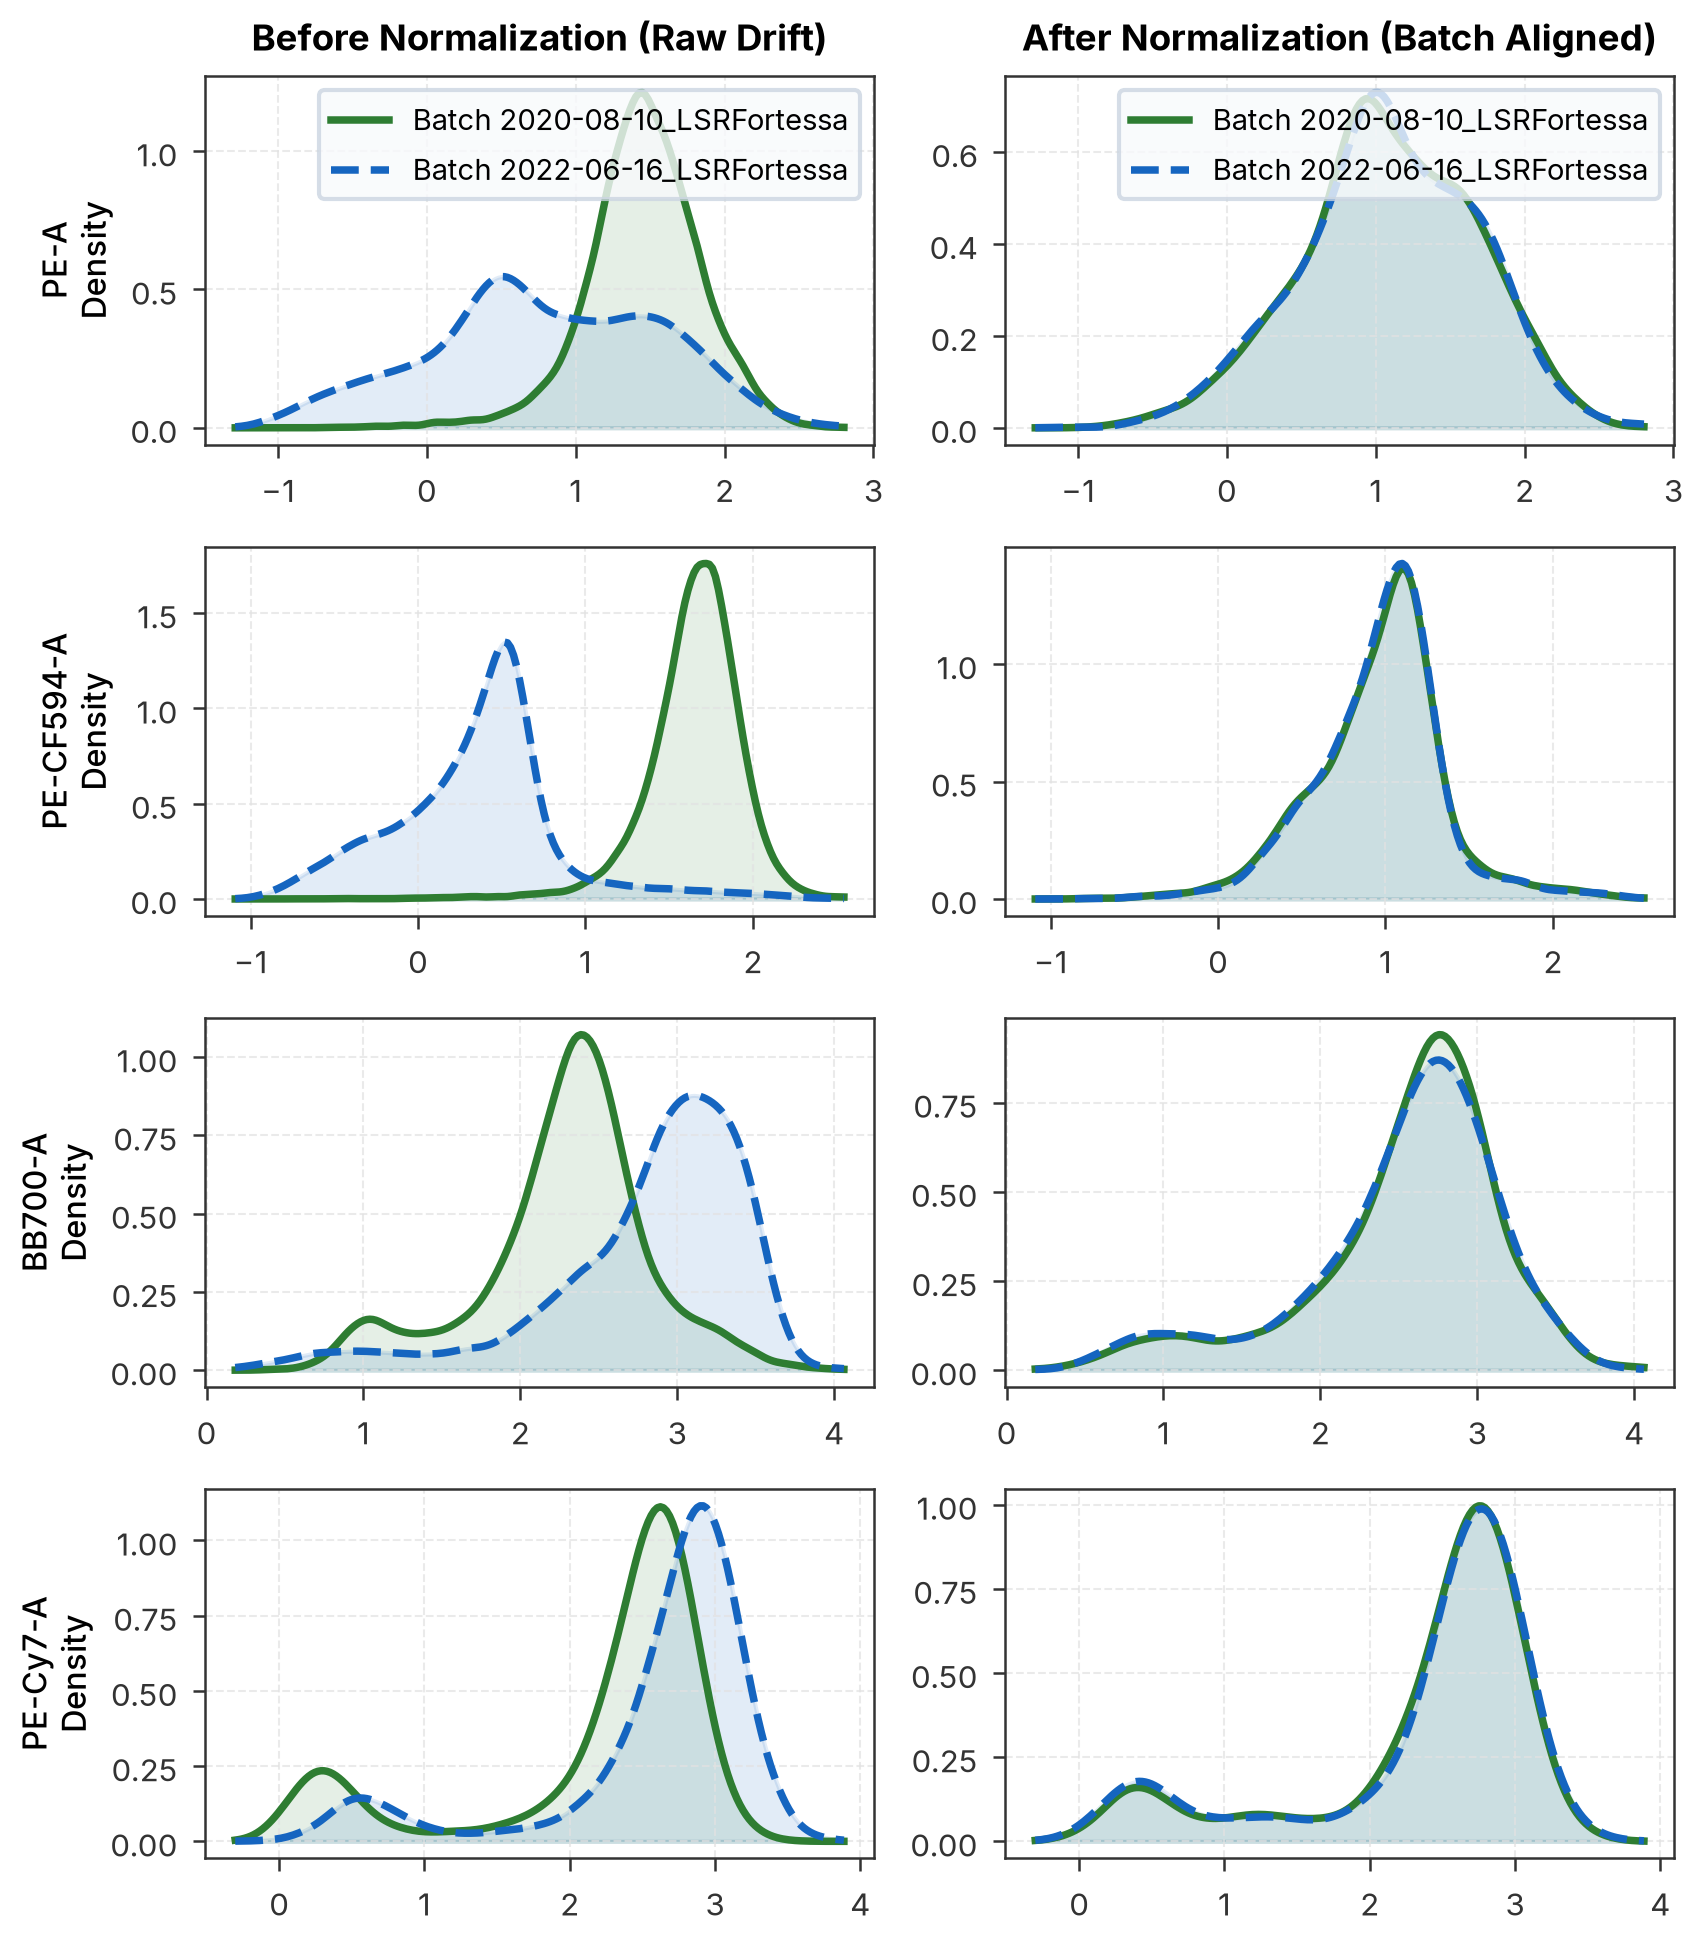 Before Normalization (Raw Drift)
After Normalization (Batch Aligned)
PE-A
Density
Batch 2020-08-10_LSRFortessa
Batch 2022-06-16_LSRFortessa
1.0
0.5
0.0
−1 0 1 2 3
Batch 2020-08-10_LSRFortessa
Batch 2022-06-16_LSRFortessa
0.6
0.4
0.2
0.0
−1 0 1 2 3
PE-CF594-A
Density
1.5
1.0
0.5
0.0
−1 0 1 2
1.0
0.5
0.0
−1 0 1 2
BB700-A
Density
1.00
0.75
0.50
0.25
0.00
0 1 2 3 4
0.75
0.50
0.25
0.00
0 1 2 3 4
PE-Cy7-A
Density
1.00
0.75
0.50
0.25
0.00
0 1 2 3 4
1.00
0.75
0.50
0.25
0.00
0 1 2 3 4